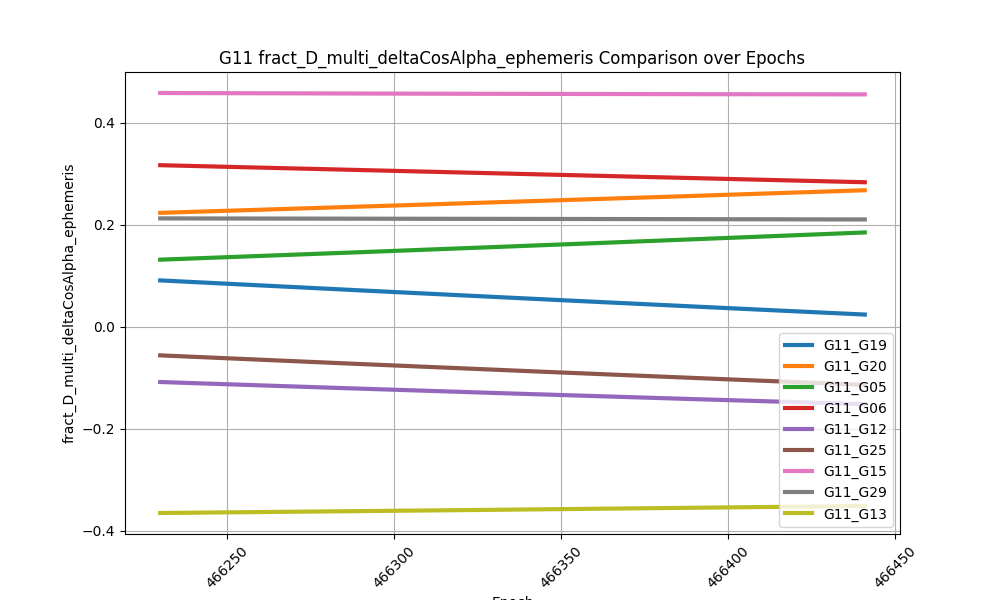 G11 fract_D_multi_deltaCosAlpha_ephemeris Comparison over Epochs
fract_D_multi_deltaCosAlpha_ephemeris
0.4
0.2
0.0
−0.2
−0.4
466250
466300
466350
466400
466450
Epoch
G11_G19
G11_G20
G11_G05
G11_G06
G11_G12
G11_G25
G11_G15
G11_G29
G11_G13